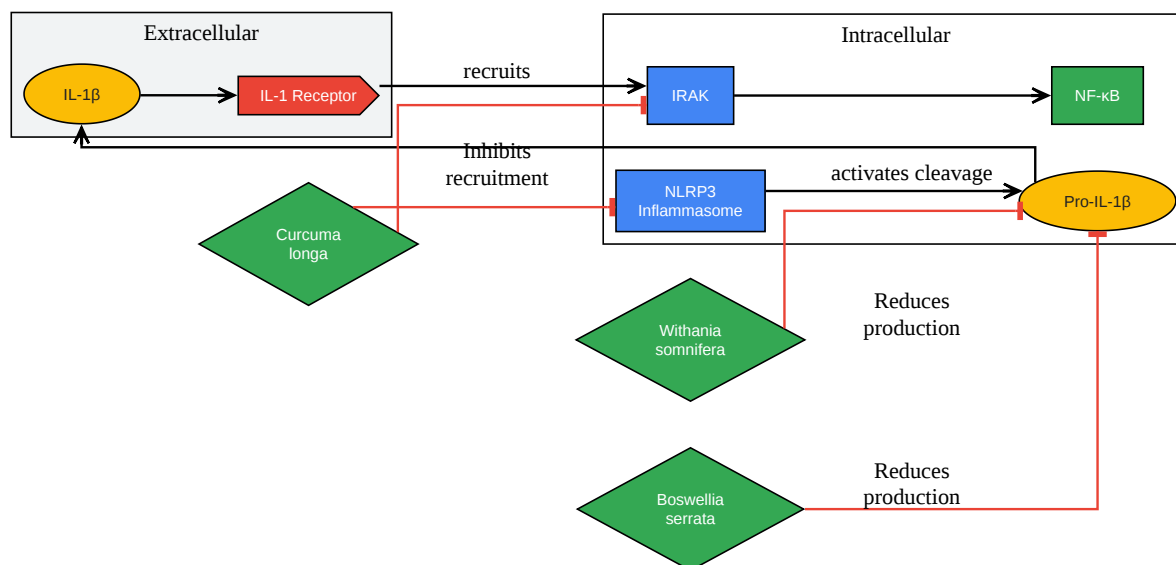 Extracellular
Intracellular
IL-1β
IL-1 Receptor
recruits
IRAK
NF-κB
Inhibits
recruitment
NLRP3
Inflammasome
activates cleavage
Pro-IL-1β
Curcuma
longa
Withania
somnifera
Reduces
production
Boswellia
serrata
Reduces
production